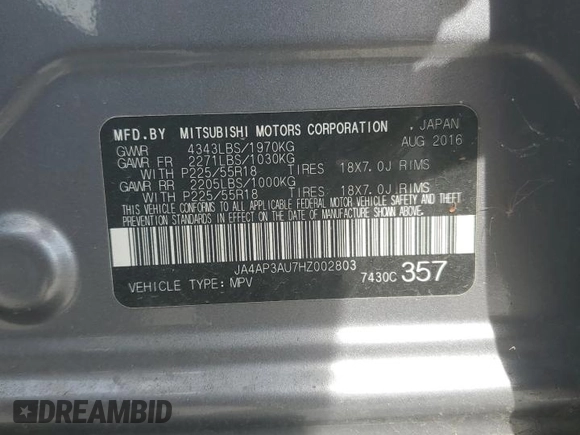 MFD.BY MITSUBISHI MOTORS CORPORATION JAPAN
GVWR 4343LBS/1970KG AUG 2016
GAWR FR 2271LBS/1030KG
WITH P225/55R18 TIRES 18X7.0J RIMS
GAWR RR 2205LBS/1000KG
WITH P225/55R18 TIRES 18X7.0J RIMS
THIS VEHICLE CONFORMS TO ALL APPLICABLE FEDERAL MOTOR VEHICLE SAFETY AND THEFT
PREVENTION STANDARDS IN EFFECT ON THE DATE OF MANUFACTURE SHOWN ABOVE.
JA4AP3AU7HZ002803
VEHICLE TYPE: MPV 7430C 357
DREAMBID